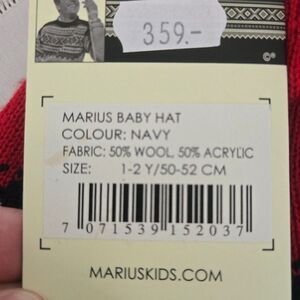 359.-
©®
MARIUS BABY HAT
COLOUR: NAVY
FABRIC: 50% WOOL, 50% ACRYLIC
SIZE: 1-2 Y/50-52 CM
7 071539 152037
MARIUSKIDS.COM